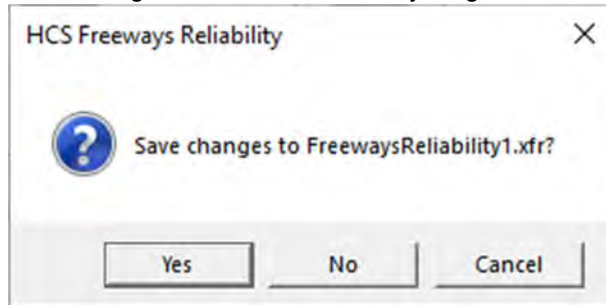 HCS Freeways Reliability
Save changes to FreewaysReliability1.xfr?
Yes No Cancel